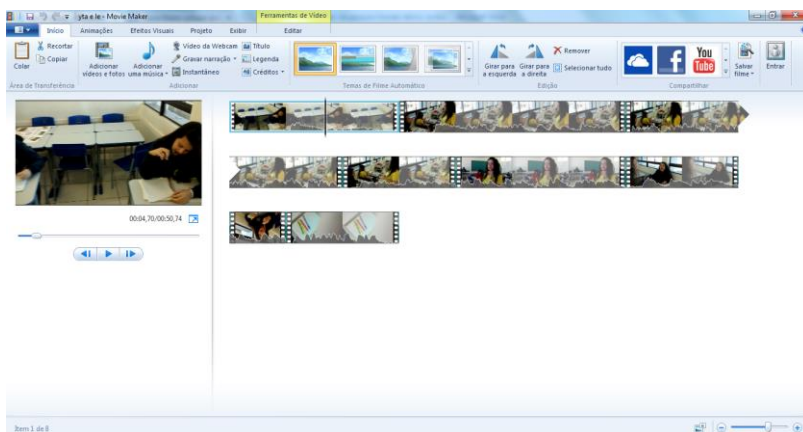 yta e le - Movie Maker
Ferramentas de Vídeo
Início Animações Efeitos Visuais Projeto Exibir Editar
Colar
Recortar
Copiar
Área de Transferência
Adicionar vídeos e fotos
Adicionar uma música
Vídeo da Webcam
Gravar narração
Instantâneo
Título
Legenda
Créditos
Adicionar
Temas de Filme Automático
Girar para a esquerda
Girar para a direita
Remover
Selecionar tudo
Edição
f
You Tube
Compartilhar
Salvar filme
Entrar
00:04,70/00:50,74
Item 1 de 8